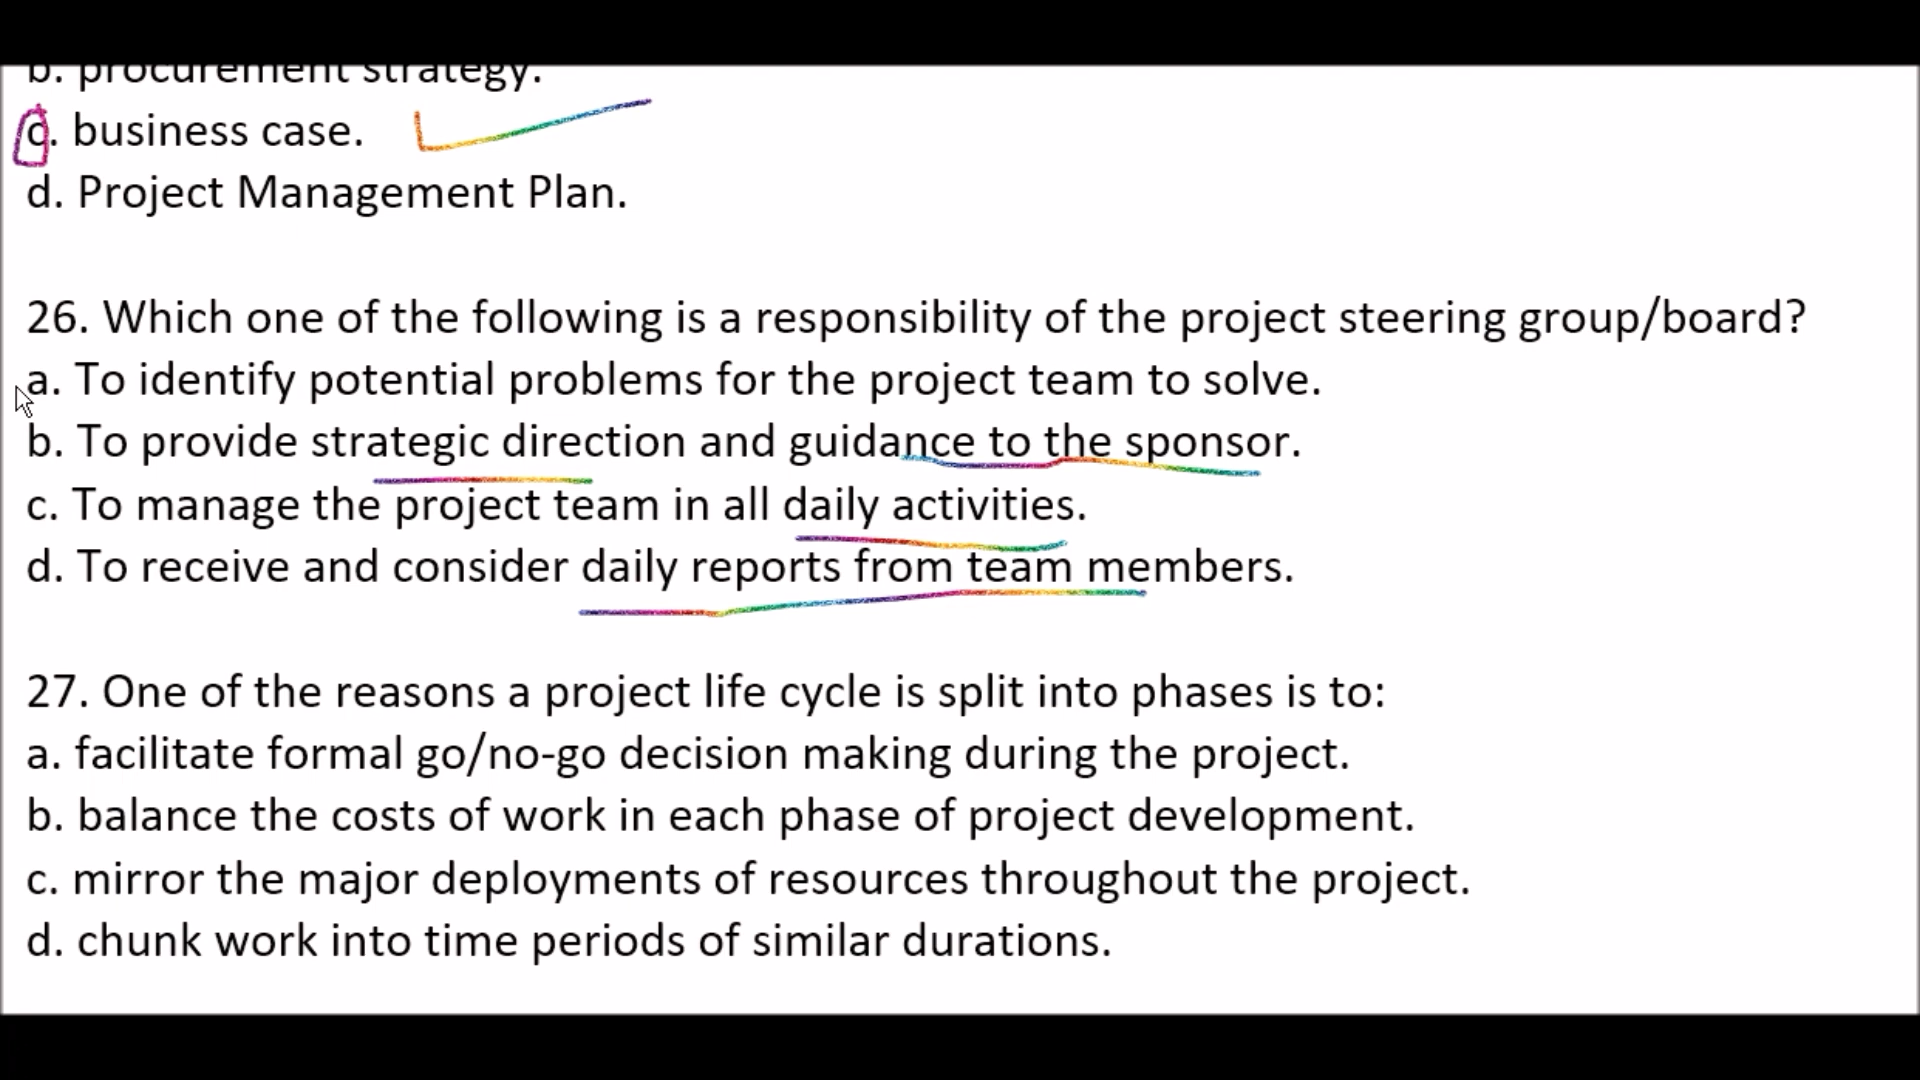 b. procurement strategy.
c. business case.
d. Project Management Plan.
26. Which one of the following is a responsibility of the project steering group/board?
a. To identify potential problems for the project team to solve.
b. To provide strategic direction and guidance to the sponsor.
c. To manage the project team in all daily activities.
d. To receive and consider daily reports from team members.
27. One of the reasons a project life cycle is split into phases is to:
a. facilitate formal go/no-go decision making during the project.
b. balance the costs of work in each phase of project development.
c. mirror the major deployments of resources throughout the project.
d. chunk work into time periods of similar durations.